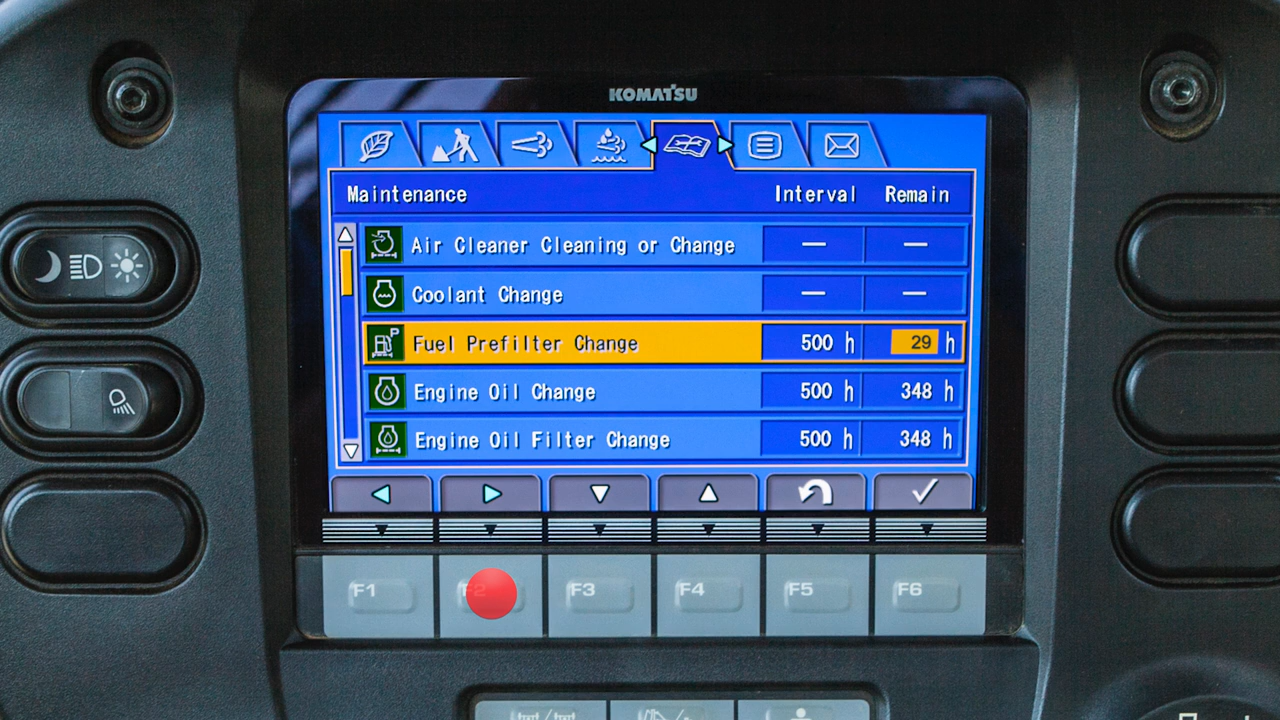 KOMATSU
Maintenance Interval Remain
Air Cleaner Cleaning or Change — —
Coolant Change — —
P Fuel Prefilter Change 500 h 29 h
Engine Oil Change 500 h 348 h
Engine Oil Filter Change 500 h 348 h
F1 F2 F3 F4 F5 F6